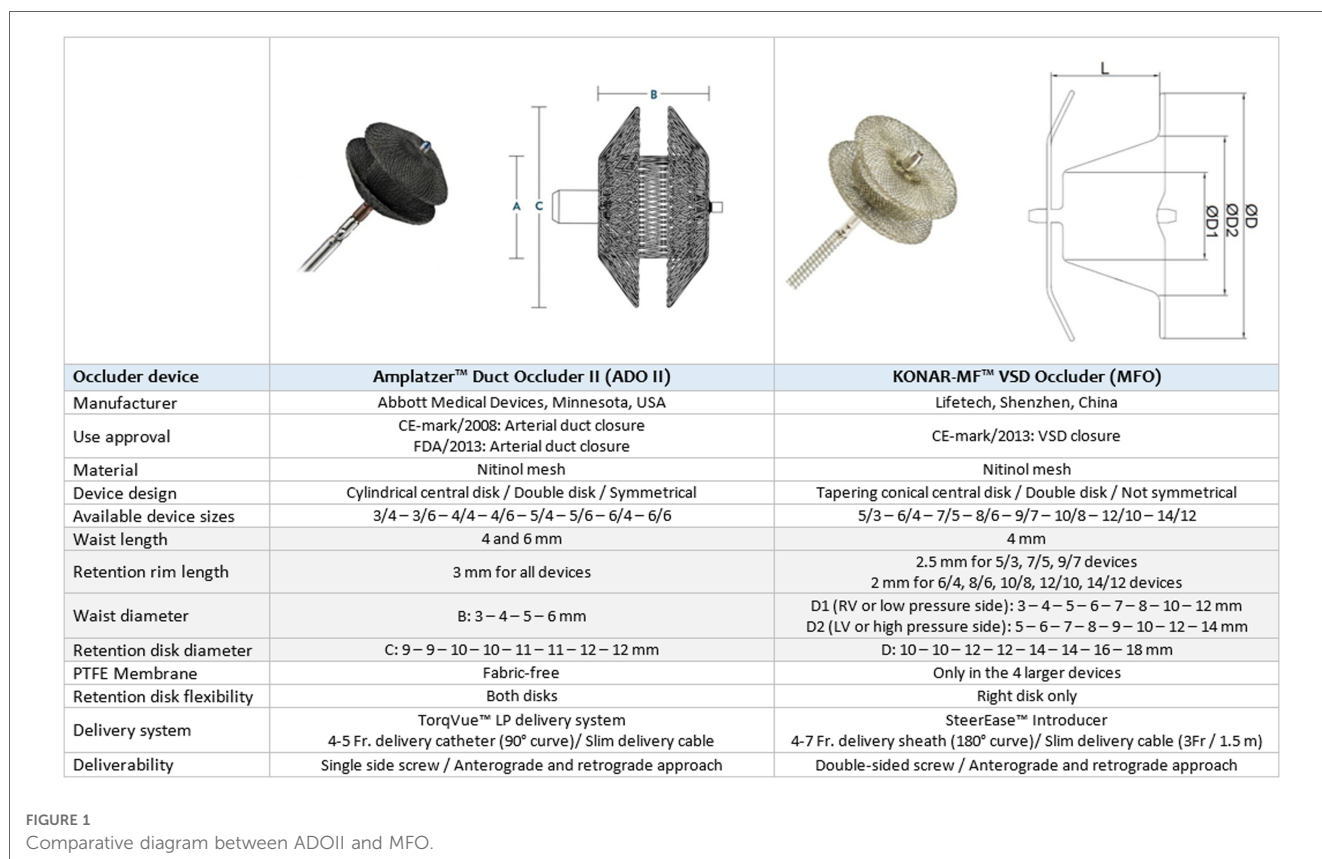 B
A
C
L
ØD1
ØD2
ØD
Occluder device
Amplatzer™ Duct Occluder II (ADO II)
KONAR-MF™ VSD Occluder (MFO)
Manufacturer
Abbott Medical Devices, Minnesota, USA
Lifetech, Shenzhen, China
Use approval
CE-mark/2008: Arterial duct closure
FDA/2013: Arterial duct closure
CE-mark/2013: VSD closure
Material
Nitinol mesh
Nitinol mesh
Device design
Cylindrical central disk / Double disk / Symmetrical
Tapering conical central disk / Double disk / Not symmetrical
Available device sizes
3/4 – 3/6 – 4/4 – 4/6 – 5/4 – 5/6 – 6/4 – 6/6
5/3 – 6/4 – 7/5 – 8/6 – 9/7 – 10/8 – 12/10 – 14/12
Waist length
4 and 6 mm
4 mm
Retention rim length
3 mm for all devices
2.5 mm for 5/3, 7/5, 9/7 devices
2 mm for 6/4, 8/6, 10/8, 12/10, 14/12 devices
Waist diameter
B: 3 – 4 – 5 – 6 mm
D1 (RV or low pressure side): 3 – 4 – 5 – 6 – 7 – 8 – 10 – 12 mm
D2 (LV or high pressure side): 5 – 6 – 7 – 8 – 9 – 10 – 12 – 14 mm
Retention disk diameter
C: 9 – 9 – 10 – 10 – 11 – 11 – 12 – 12 mm
D: 10 – 10 – 12 – 12 – 14 – 14 – 16 – 18 mm
PTFE Membrane
Fabric-free
Only in the 4 larger devices
Retention disk flexibility
Both disks
Right disk only
Delivery system
TorqVue™ LP delivery system
4-5 Fr. delivery catheter (90° curve)/ Slim delivery cable
SteerEase™ Introducer
4-7 Fr. delivery sheath (180° curve)/ Slim delivery cable (3Fr / 1.5 m)
Deliverability
Single side screw / Anterograde and retrograde approach
Double-sided screw / Anterograde and retrograde approach
FIGURE 1
Comparative diagram between ADOII and MFO.